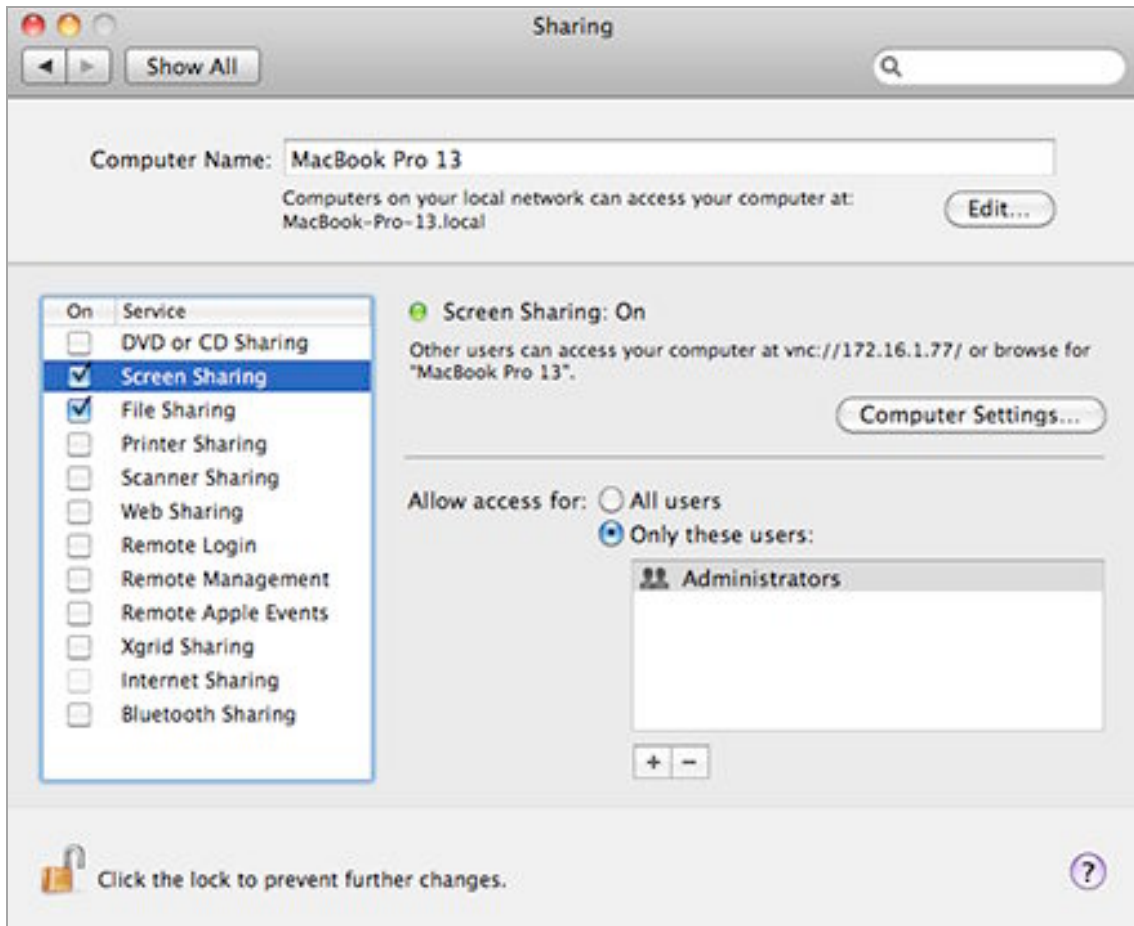 Sharing
Show All
Computer Name: MacBook Pro 13
Computers on your local network can access your computer at:
MacBook-Pro-13.local
Edit...
On Service
DVD or CD Sharing
Screen Sharing
File Sharing
Printer Sharing
Scanner Sharing
Web Sharing
Remote Login
Remote Management
Remote Apple Events
Xgrid Sharing
Internet Sharing
Bluetooth Sharing
Screen Sharing: On
Other users can access your computer at vnc://172.16.1.77/ or browse for
"MacBook Pro 13".
Computer Settings...
Allow access for: All users
Only these users:
Administrators
+ −
Click the lock to prevent further changes.
?